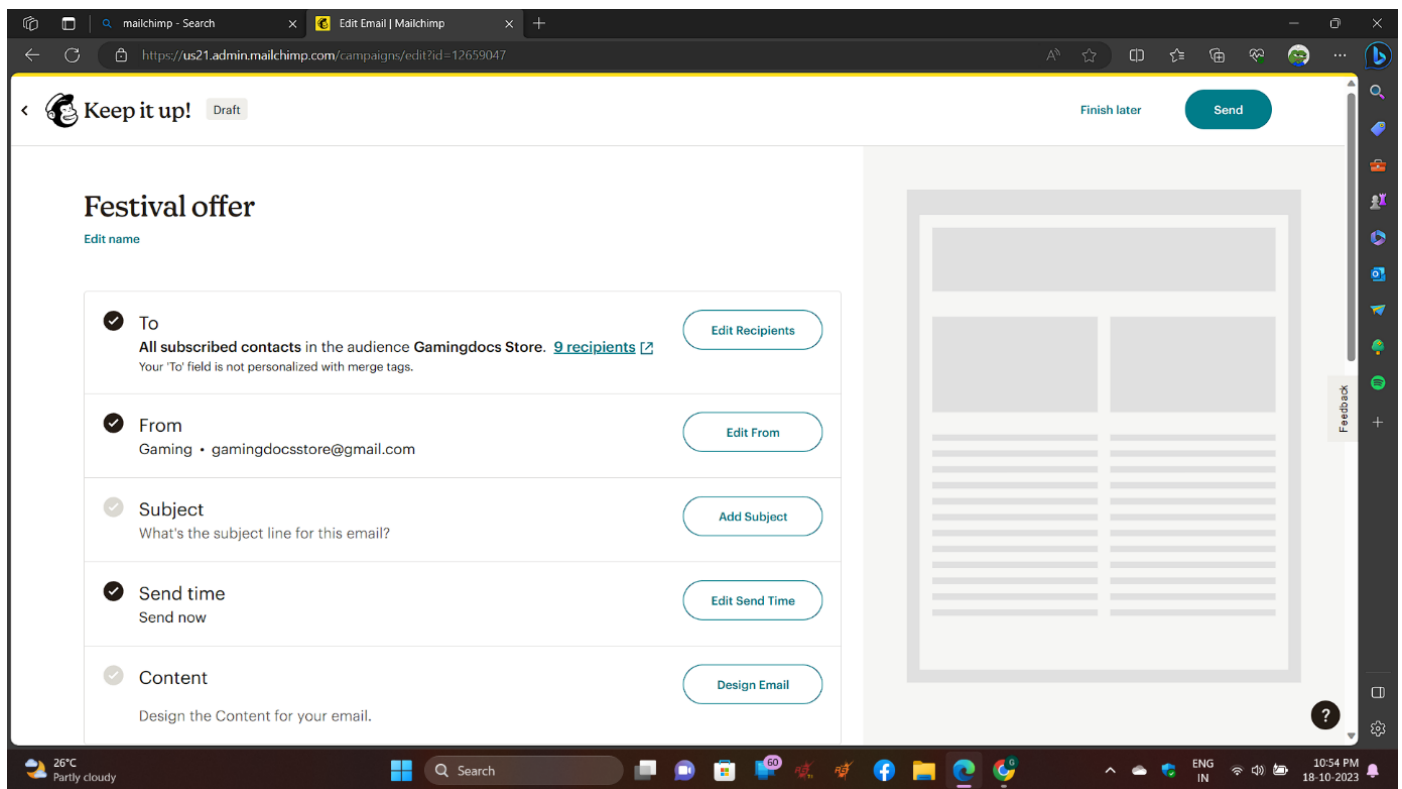 mailchimp - Search
Edit Email | Mailchimp
https://us21.admin.mailchimp.com/campaigns/edit?id=12659047
Keep it up!
Draft
Finish later
Send
Festival offer
Edit name
To
All subscribed contacts in the audience Gamingdocs Store. 9 recipients
Your 'To' field is not personalized with merge tags.
Edit Recipients
From
Gaming • gamingdocsstore@gmail.com
Edit From
Subject
What's the subject line for this email?
Add Subject
Send time
Send now
Edit Send Time
Content
Design the Content for your email.
Design Email
Feedback
?
26°C
Partly cloudy
Search
60
ENG
IN
10:54 PM
18-10-2023